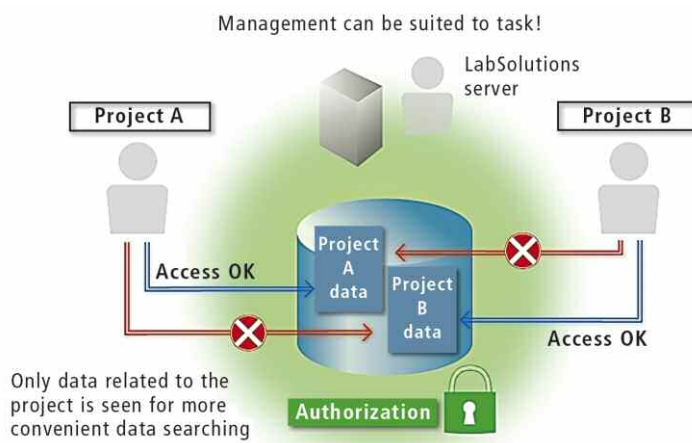 Management can be suited to task!
LabSolutions
server
Project A
Project B
Project
A
data
Access OK
Project
B
data
Access OK
Only data related to the
project is seen for more
convenient data searching
Authorization